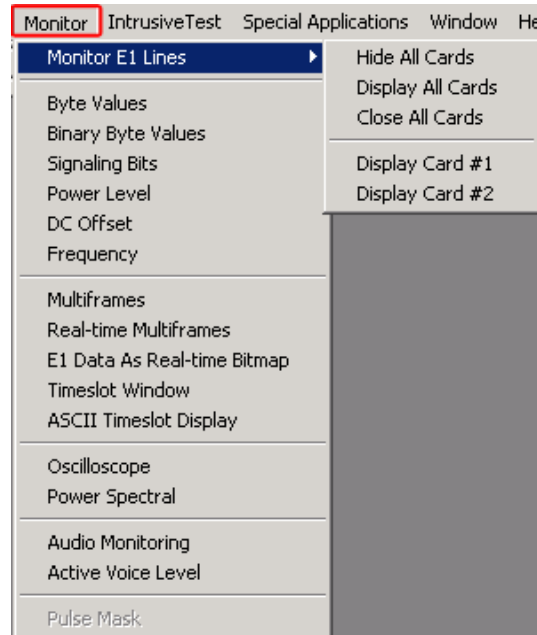 Monitor IntrusiveTest Special Applications Window He
Monitor E1 Lines
Byte Values
Binary Byte Values
Signaling Bits
Power Level
DC Offset
Frequency
Multiframes
Real-time Multiframes
E1 Data As Real-time Bitmap
Timeslot Window
ASCII Timeslot Display
Oscilloscope
Power Spectral
Audio Monitoring
Active Voice Level
Pulse Mask
Hide All Cards
Display All Cards
Close All Cards
Display Card #1
Display Card #2